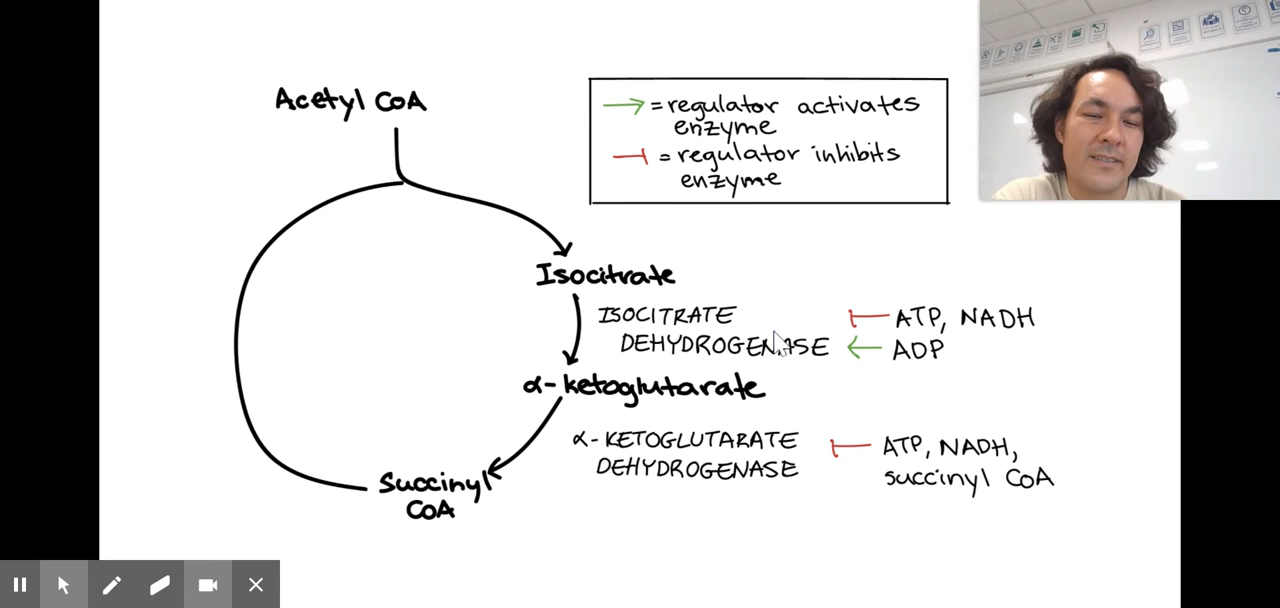 Acetyl CoA
→ = regulator activates
enzyme
⊣ = regulator inhibits
enzyme
Isocitrate
ISOCITRATE
DEHYDROGENASE
ATP, NADH
ADP
α-ketoglutarate
α-KETOGLUTARATE
DEHYDROGENASE
ATP, NADH,
succinyl CoA
Succinyl
CoA